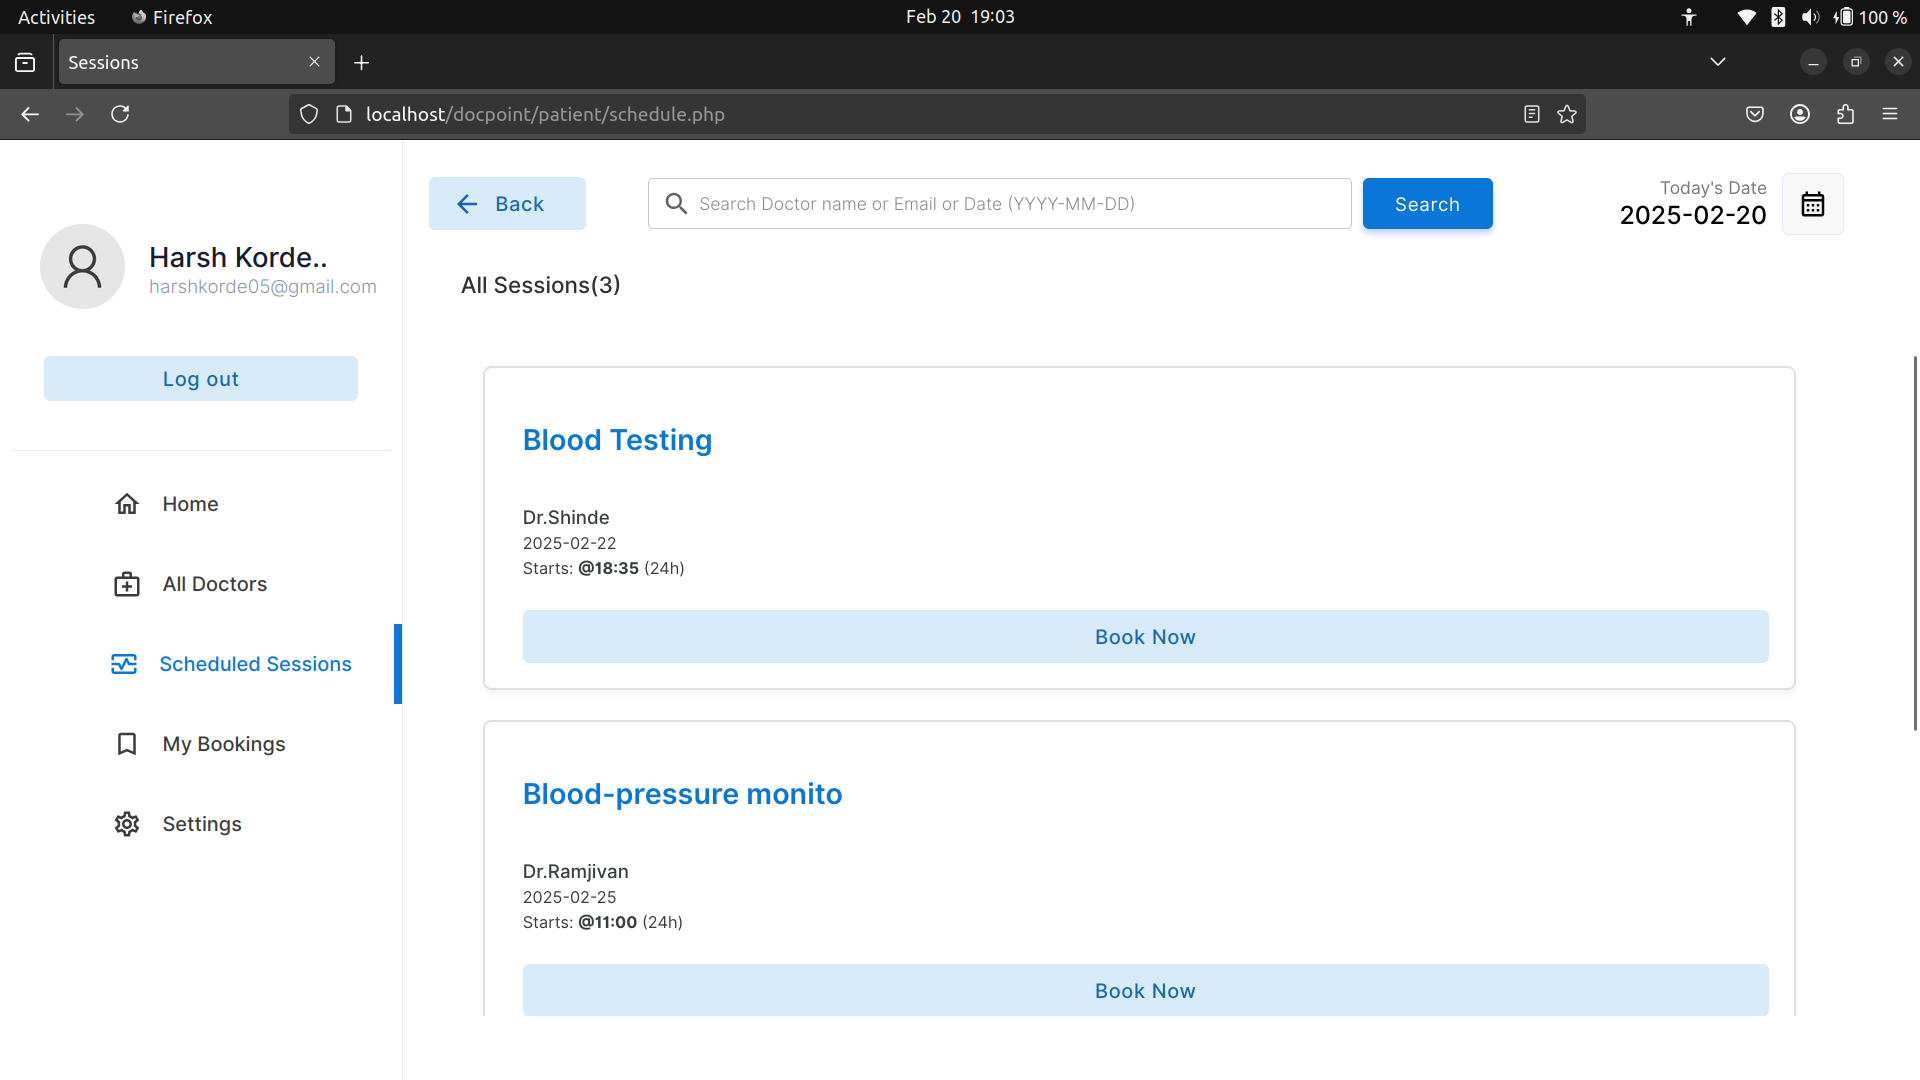 Activities
Firefox
Feb 20 19:03
100 %
Sessions
localhost/docpoint/patient/schedule.php
Back
Search Doctor name or Email or Date (YYYY-MM-DD)
Search
Today's Date
2025-02-20
Harsh Korde..
harshkorde05@gmail.com
Log out
Home
All Doctors
Scheduled Sessions
My Bookings
Settings
All Sessions(3)
Blood Testing
Dr.Shinde
2025-02-22
Starts: @18:35 (24h)
Book Now
Blood-pressure monito
Dr.Ramjivan
2025-02-25
Starts: @11:00 (24h)
Book Now